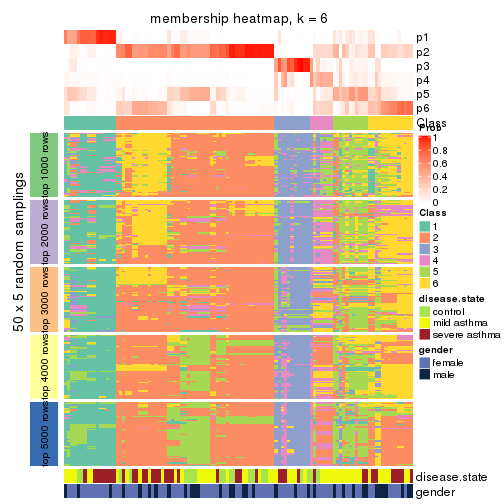 membership heatmap, k = 6
p1
p2
p3
p4
p5
p6
Class
Prob
1
0.8
0.6
0.4
0.2
0
Class
1
2
3
4
5
6
disease.state
control
mild asthma
severe asthma
gender
female
male
50 x 5 random samplings
top 1000 rows
top 2000 rows
top 3000 rows
top 4000 rows
top 5000 rows
disease.state
gender